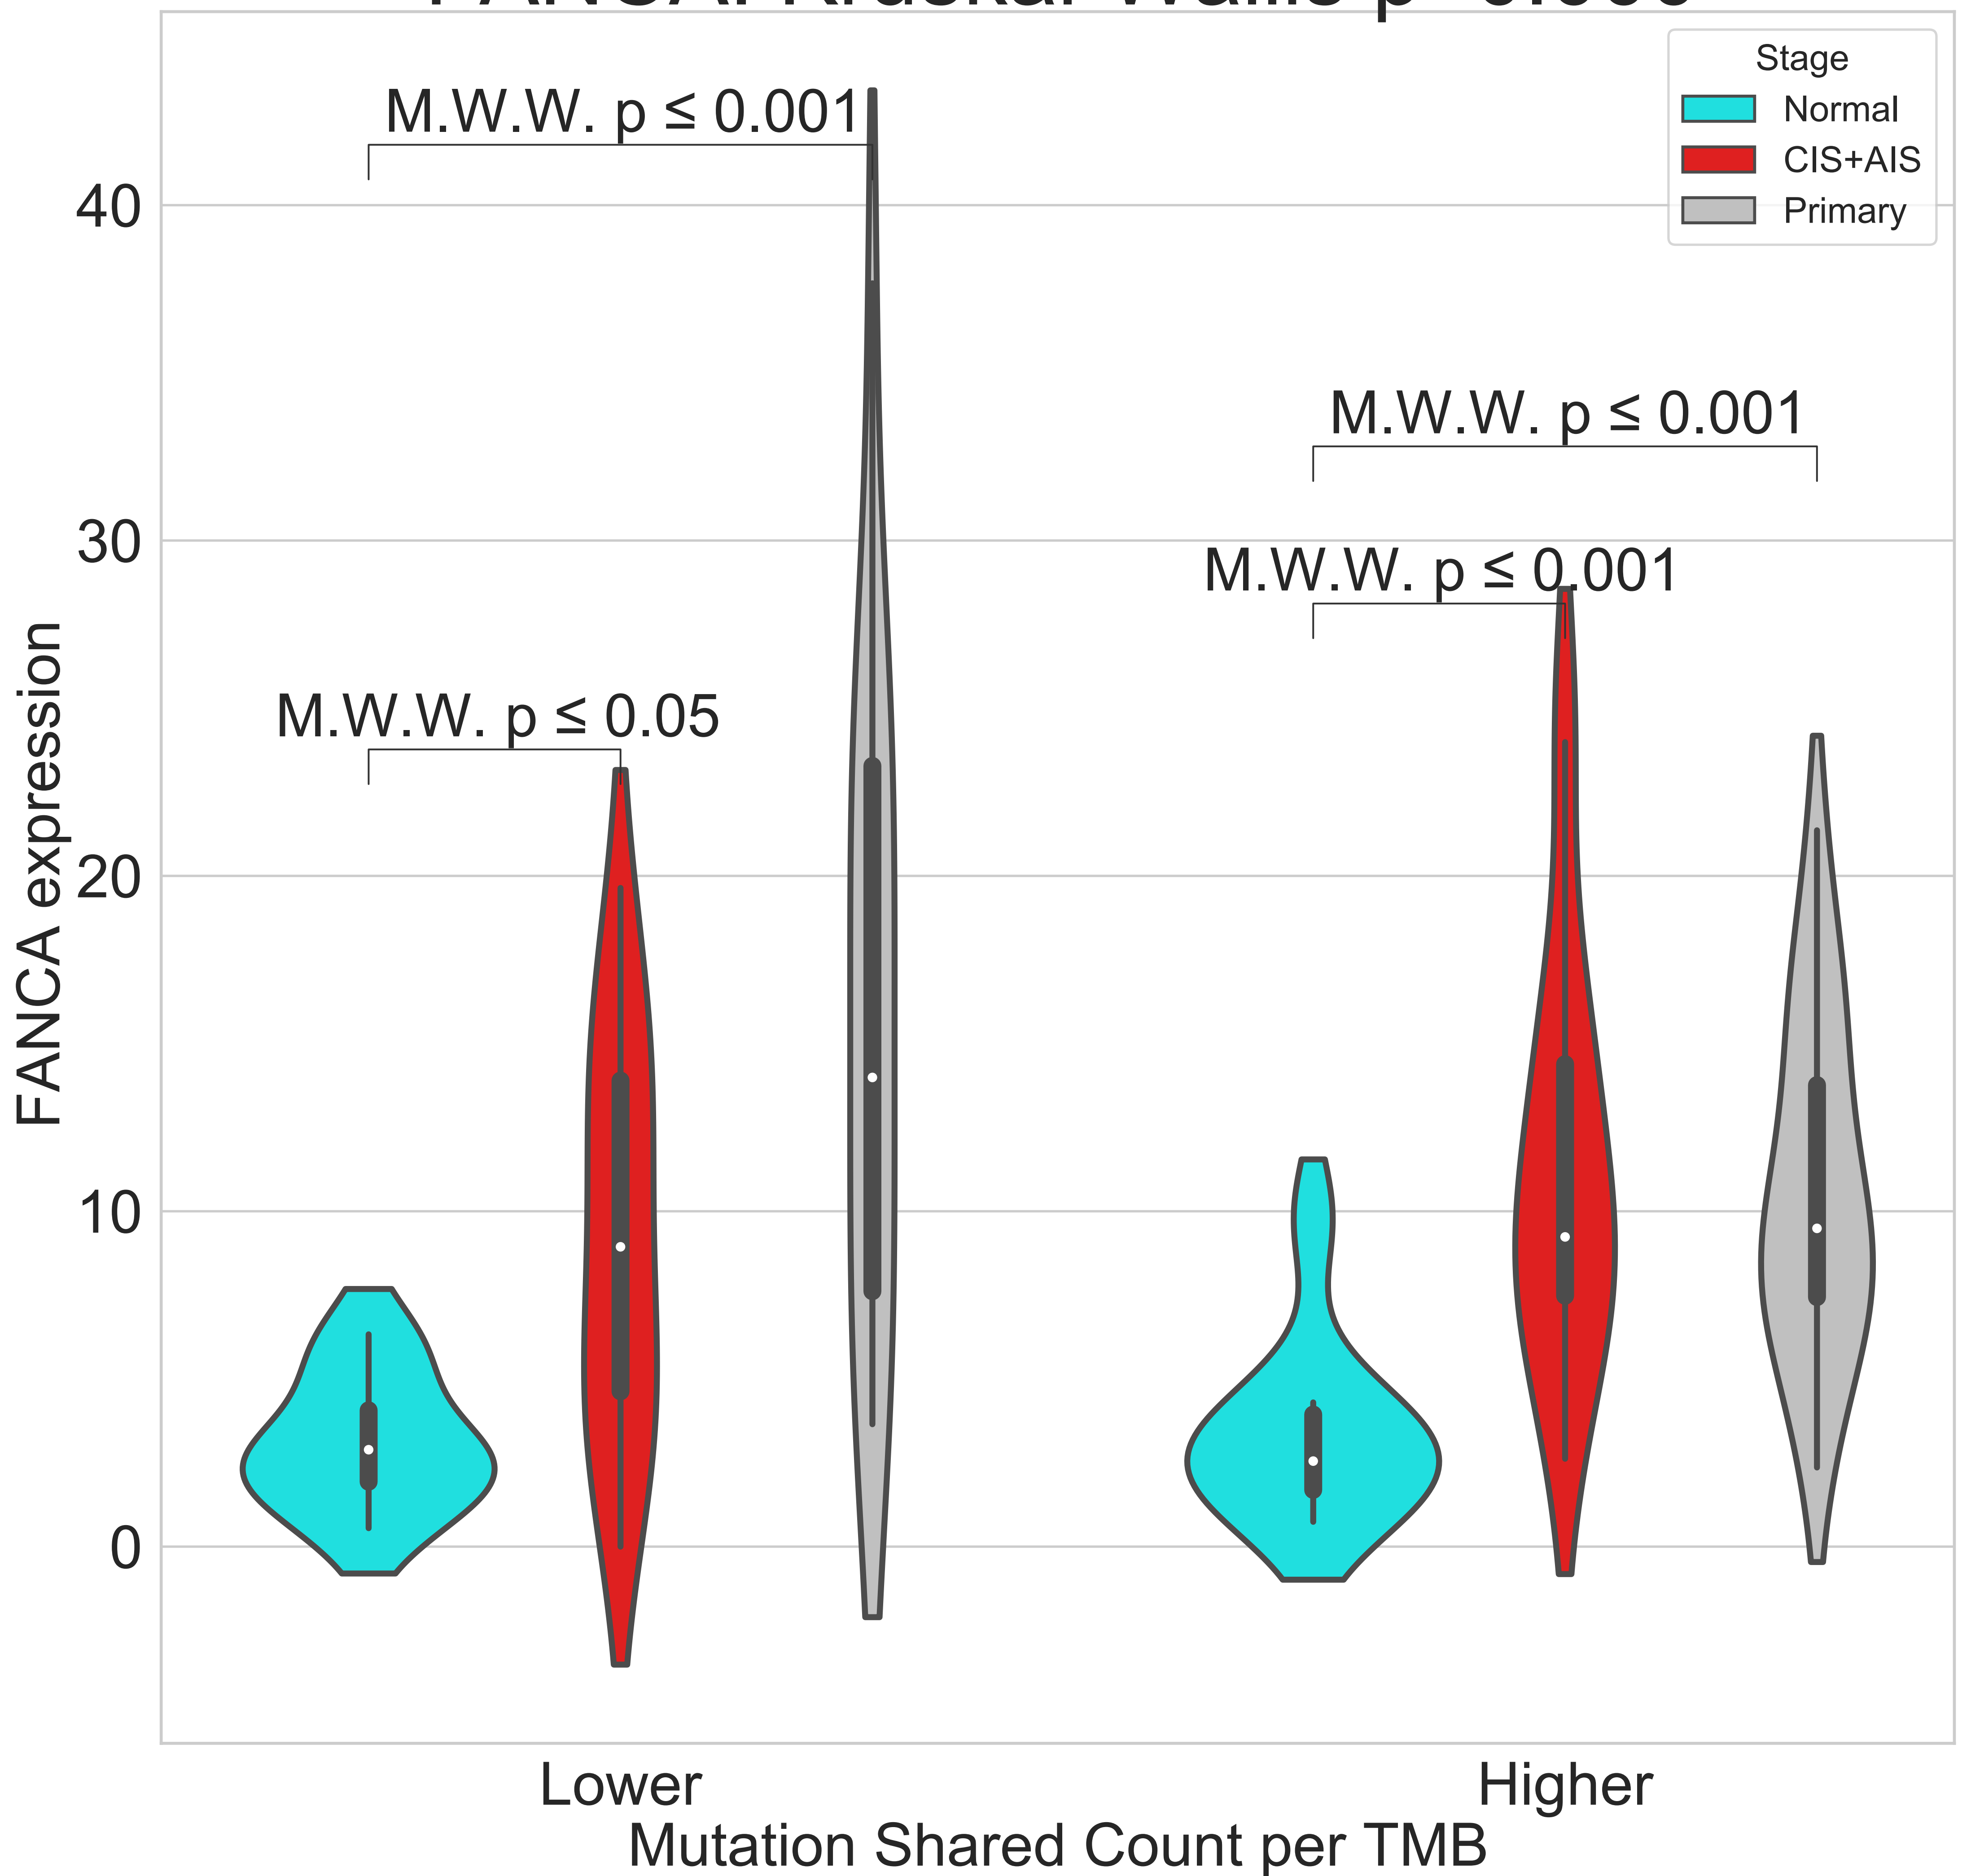 Stage
Normal
CIS+AIS
Primary
M.W.W. p ≤ 0.001
M.W.W. p ≤ 0.001
M.W.W. p ≤ 0.001
M.W.W. p ≤ 0.05
40
30
20
10
0
FANCA expression
Lower
Higher
Mutation Shared Count per TMB